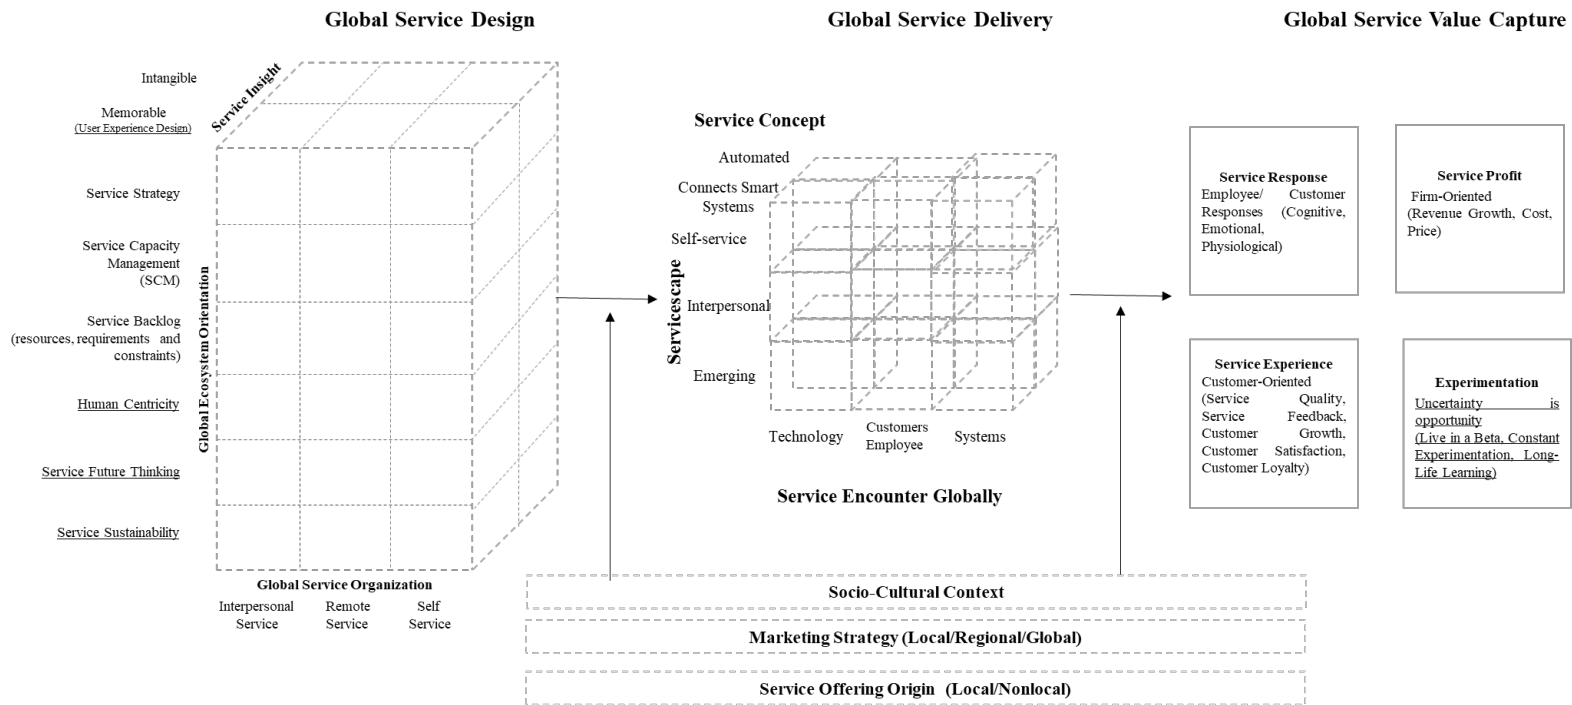 Global Service Design
Global Service Delivery
Global Service Value Capture
Service Insight
Intangible
Memorable
(User Experience Design)
Global Ecosystem Orientation
Service Strategy
Service Capacity
Management
(SCM)
Service Backlog
(resources, requirements and
constraints)
Human Centricity
Service Future Thinking
Service Sustainability
Global Service Organization
Interpersonal
Service
Remote
Service
Self
Service
Service Concept
Automated
Connects Smart
Systems
Servicescape
Self-service
Interpersonal
Emerging
Technology
Customers
Employee
Systems
Service Encounter Globally
Service Response
Employee/ Customer
Responses (Cognitive,
Emotional,
Physiological)
Service Profit
Firm-Oriented
(Revenue Growth, Cost,
Price)
Service Experience
Customer-Oriented
(Service Quality,
Service Feedback,
Customer Growth,
Customer Satisfaction,
Customer Loyalty)
Experimentation
Uncertainty is
opportunity
(Live in a Beta, Constant
Experimentation, Long-
Life Learning)
Socio-Cultural Context
Marketing Strategy (Local/Regional/Global)
Service Offering Origin (Local/Nonlocal)